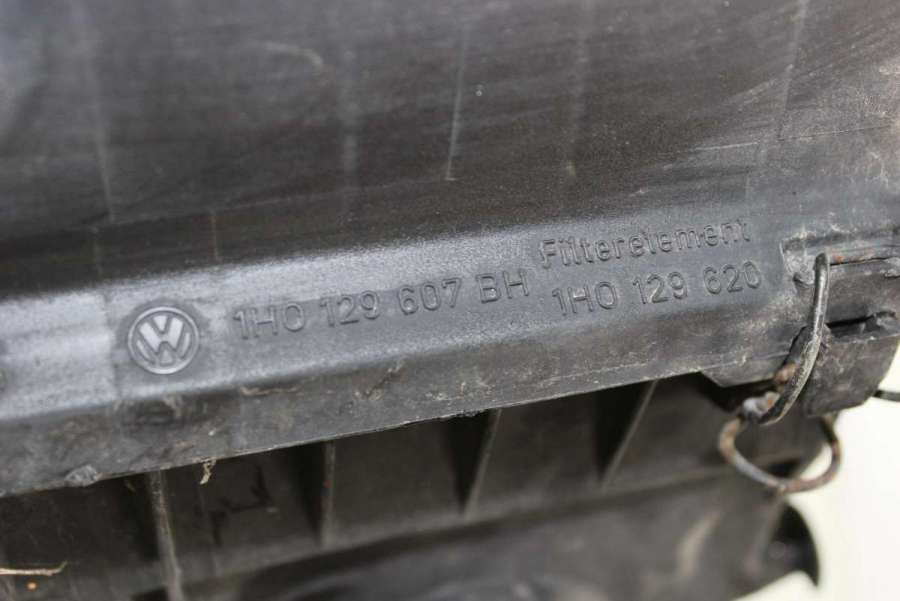 1H0 129 607 BH
Filterelement
1H0 129 620